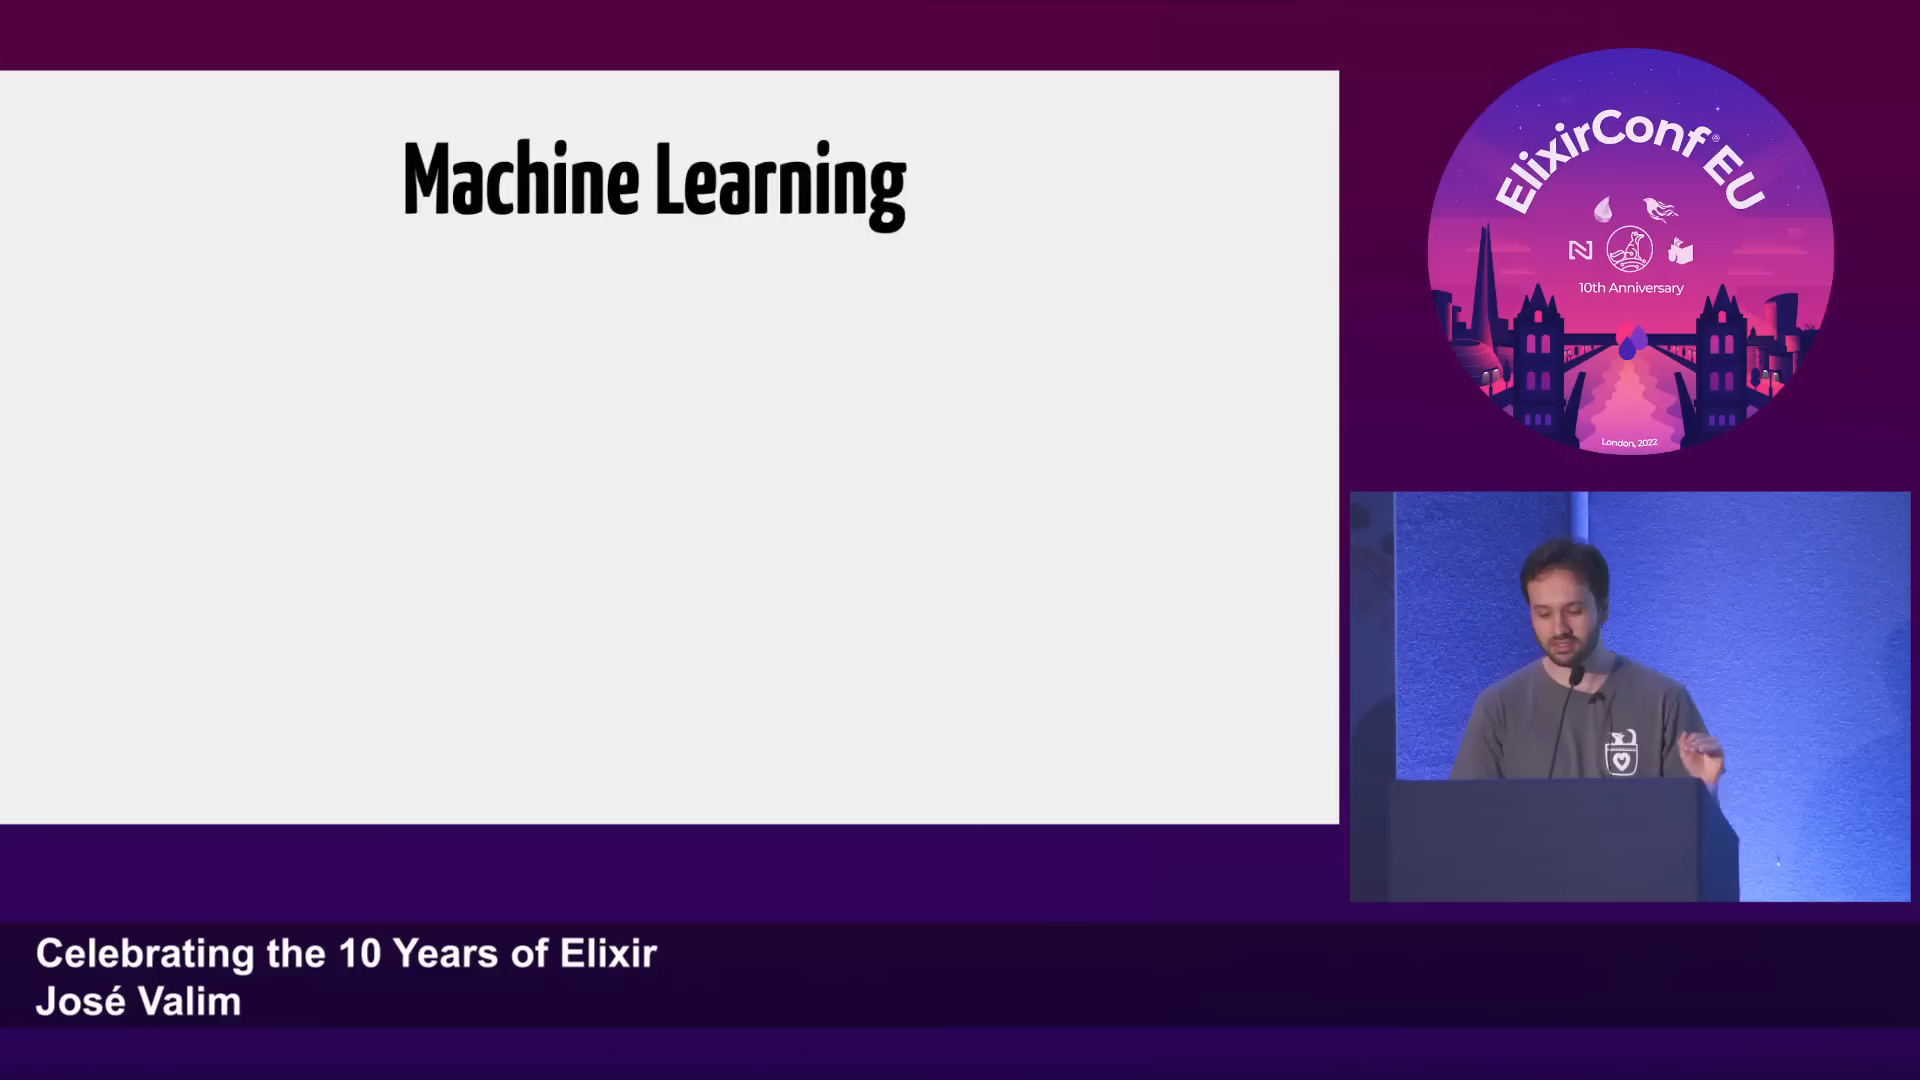 Machine Learning
ElixirConf® EU
10th Anniversary
London, 2022
Celebrating the 10 Years of Elixir
José Valim